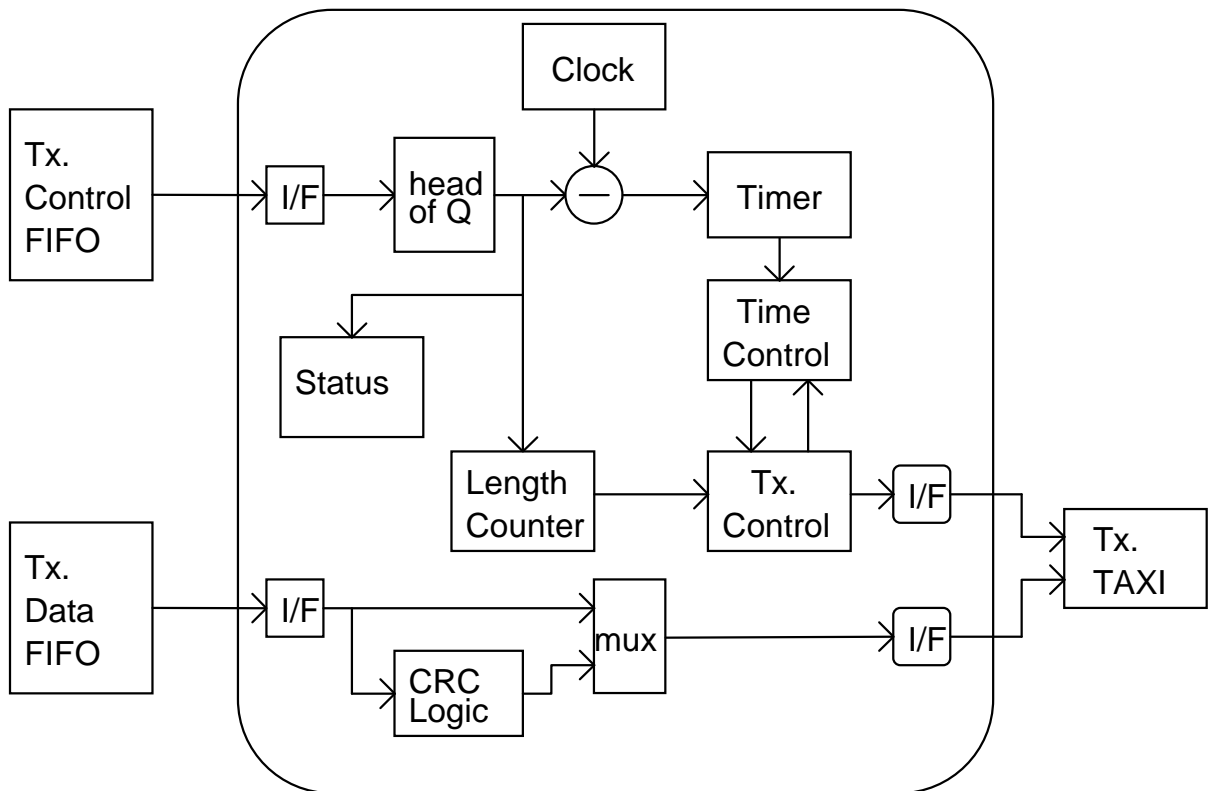 Clock
Tx.
Control
FIFO
I/F
head
of Q
Timer
Time
Control
Status
Length
Counter
Tx.
Control
I/F
Tx.
TAXI
Tx.
Data
FIFO
I/F
mux
I/F
CRC
Logic